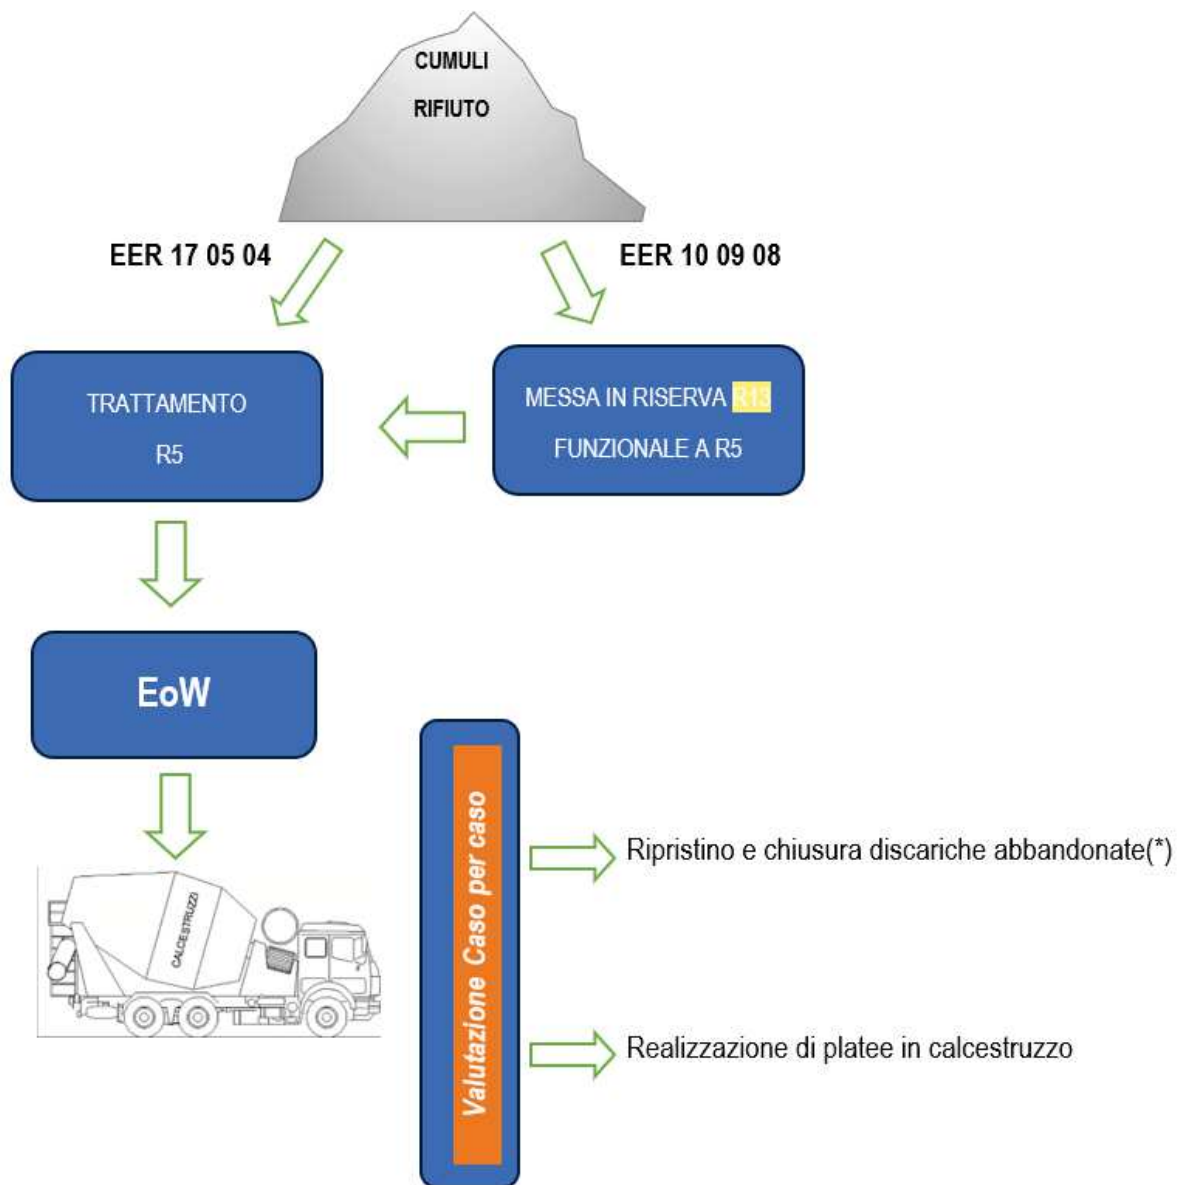 CUMULI
RIFIUTO
EER 17 05 04
EER 10 09 08
TRATTAMENTO
R5
MESSA IN RISERVA R13
FUNZIONALE A R5
EoW
CALCESTRUZZI
Valutazione Caso per caso
Ripristino e chiusura discariche abbandonate(*)
Realizzazione di platee in calcestruzzo